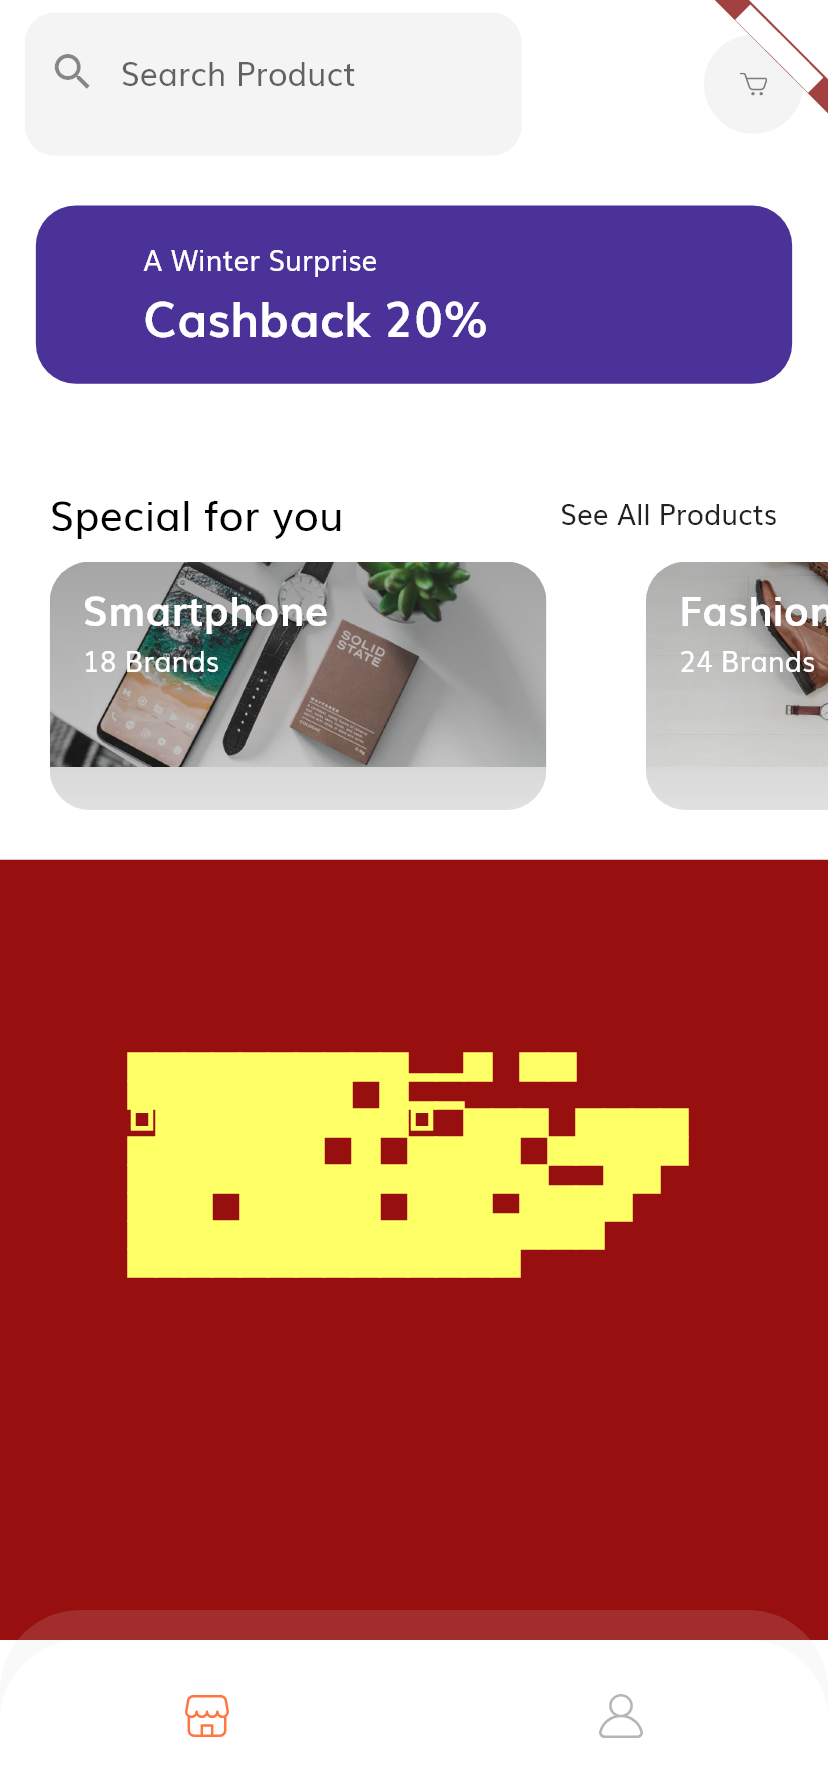 Search Product
A Winter Surprise
Cashback 20%
Special for you
See All Products
Smartphone
18 Brands
SOLID
STATE
Fashion
24 Brands